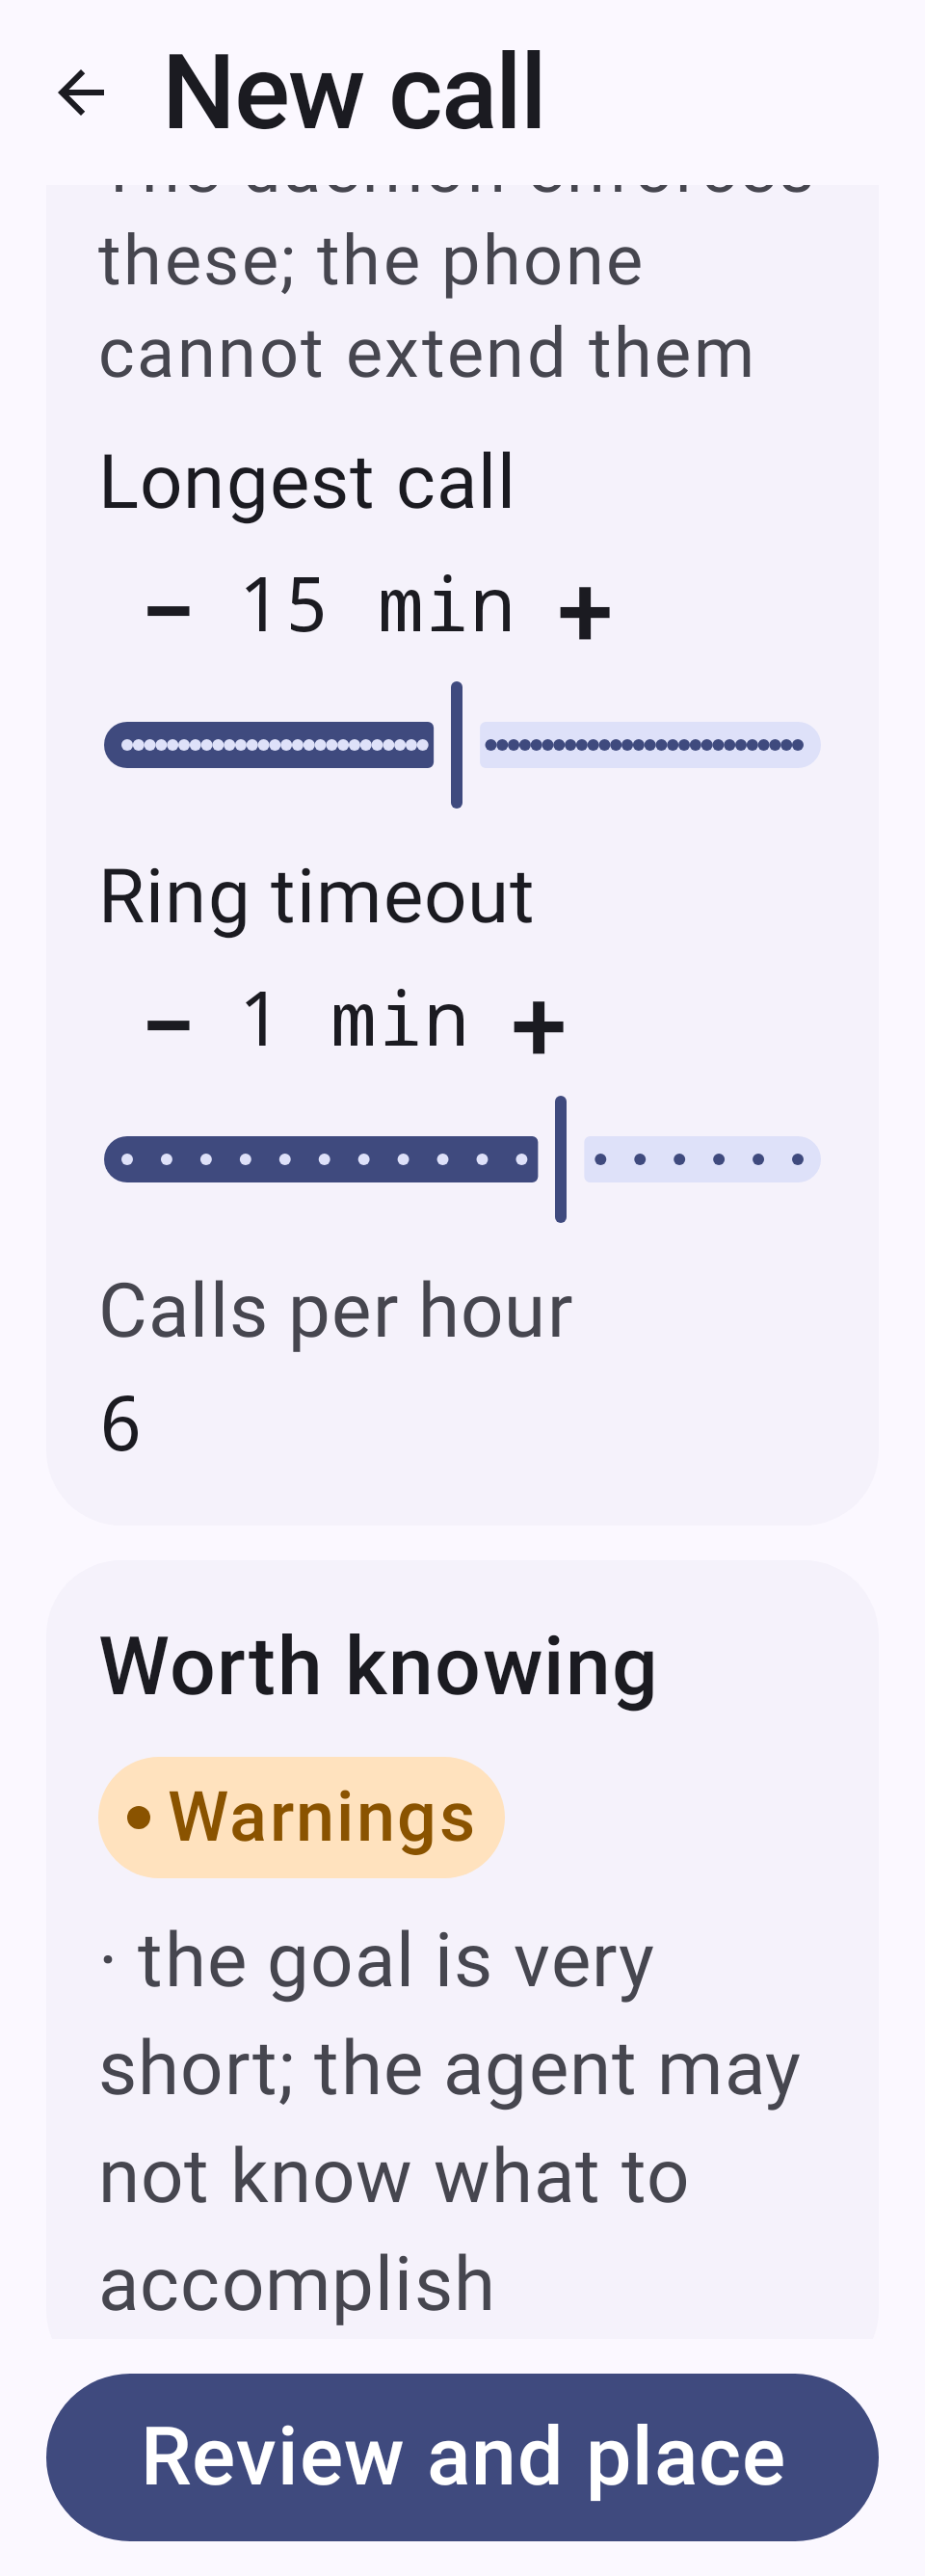 New call
these; the phone
cannot extend them
Longest call
− 15 min +
Ring timeout
− 1 min +
Calls per hour
6
Worth knowing
• Warnings
· the goal is very
short; the agent may
not know what to
accomplish
Review and place